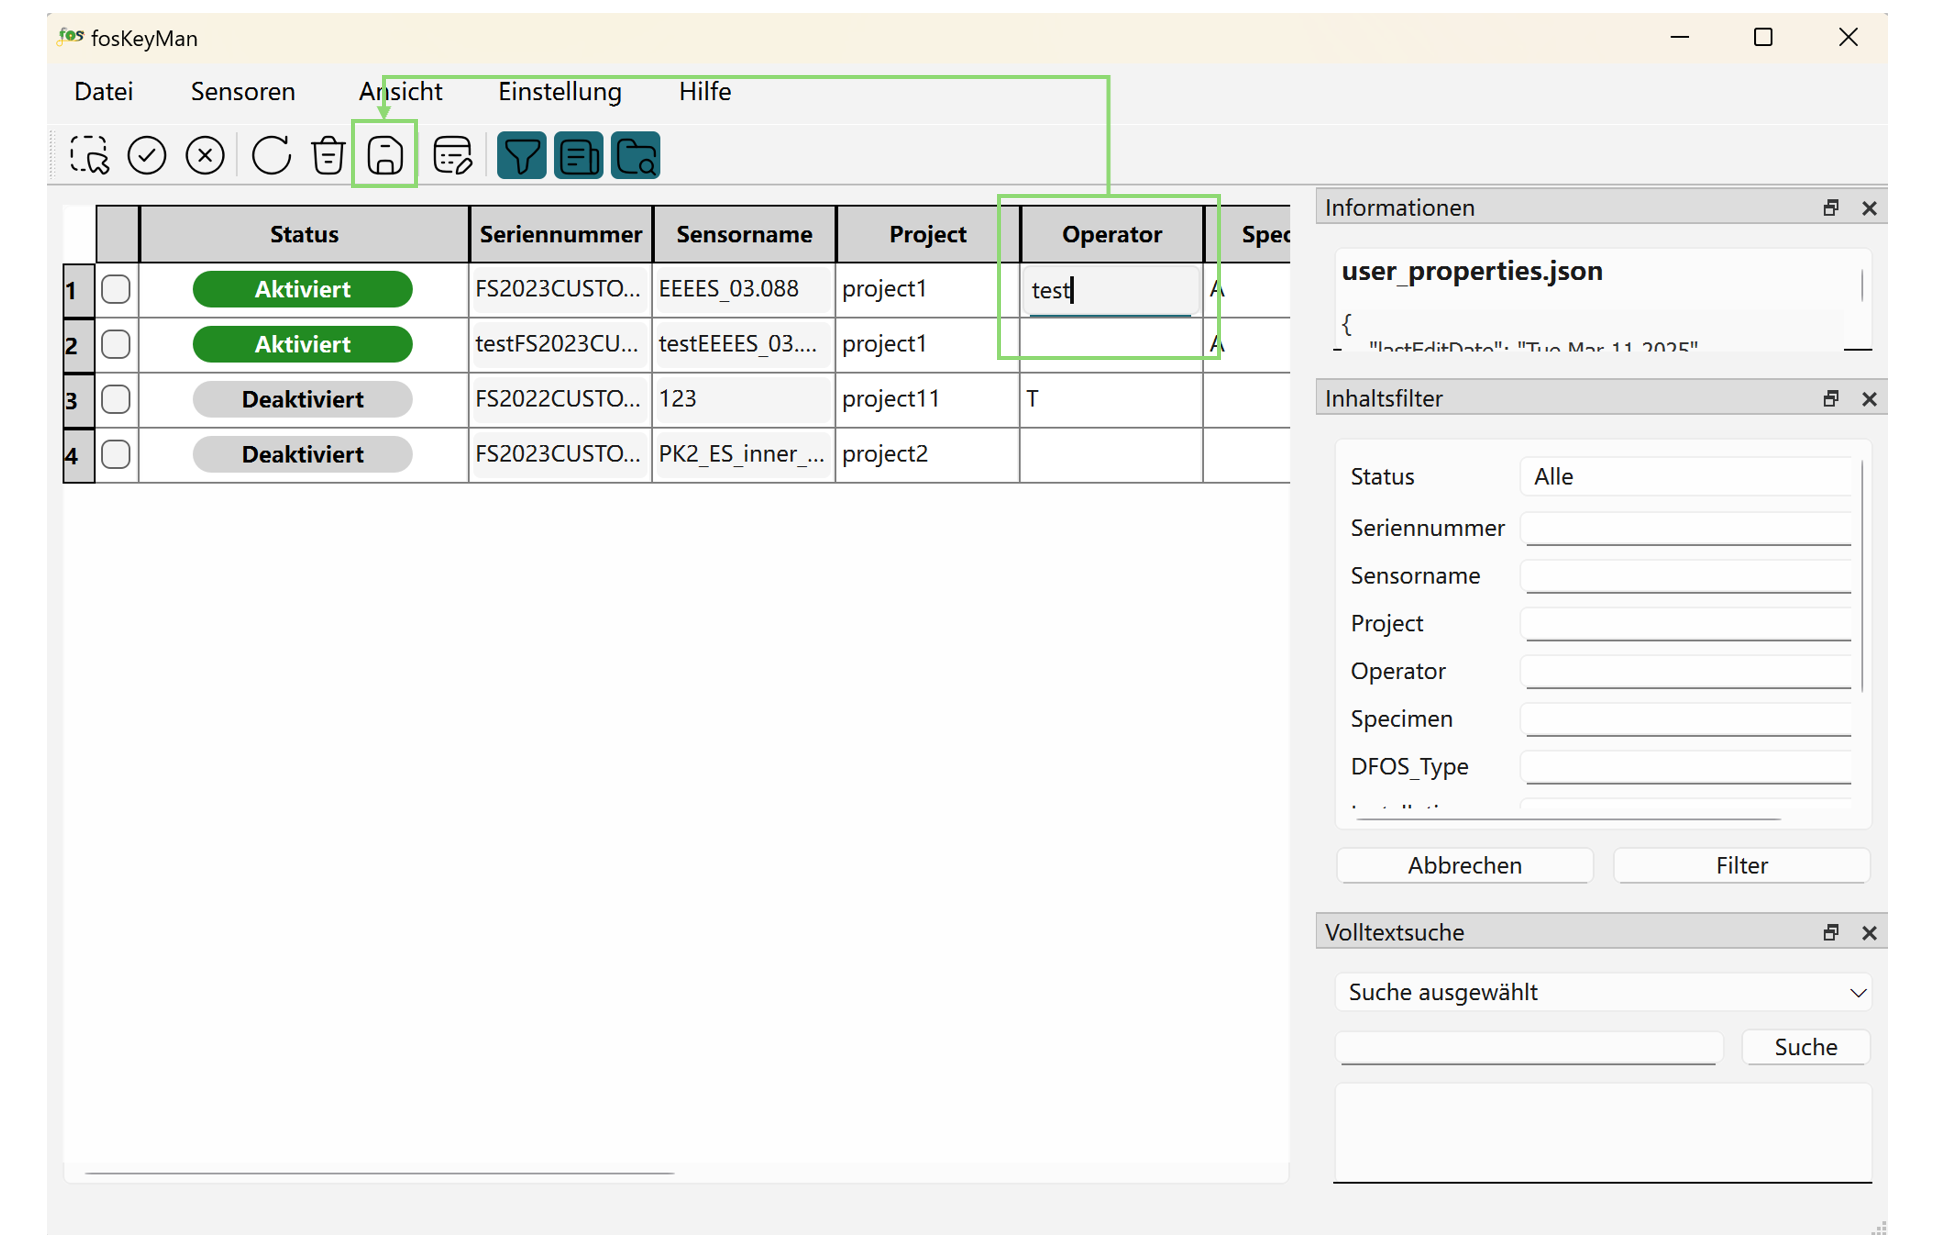 fos fosKeyMan
Datei Sensoren Ansicht Einstellung Hilfe
Status Seriennummer Sensorname Project Operator Spec
1 Aktiviert FS2023CUSTO... EEEES_03.088 project1 test A
2 Aktiviert testFS2023CU... testEEEES_03.... project1 A
3 Deaktiviert FS2022CUSTO... 123 project11 T
4 Deaktiviert FS2023CUSTO... PK2_ES_inner_... project2
Informationen
user_properties.json
{
"lastEditDate": "Tue Mar 11 2025"
Inhaltsfilter
Status Alle
Seriennummer
Sensorname
Project
Operator
Specimen
DFOS_Type
Abbrechen Filter
Volltextsuche
Suche ausgewählt
Suche